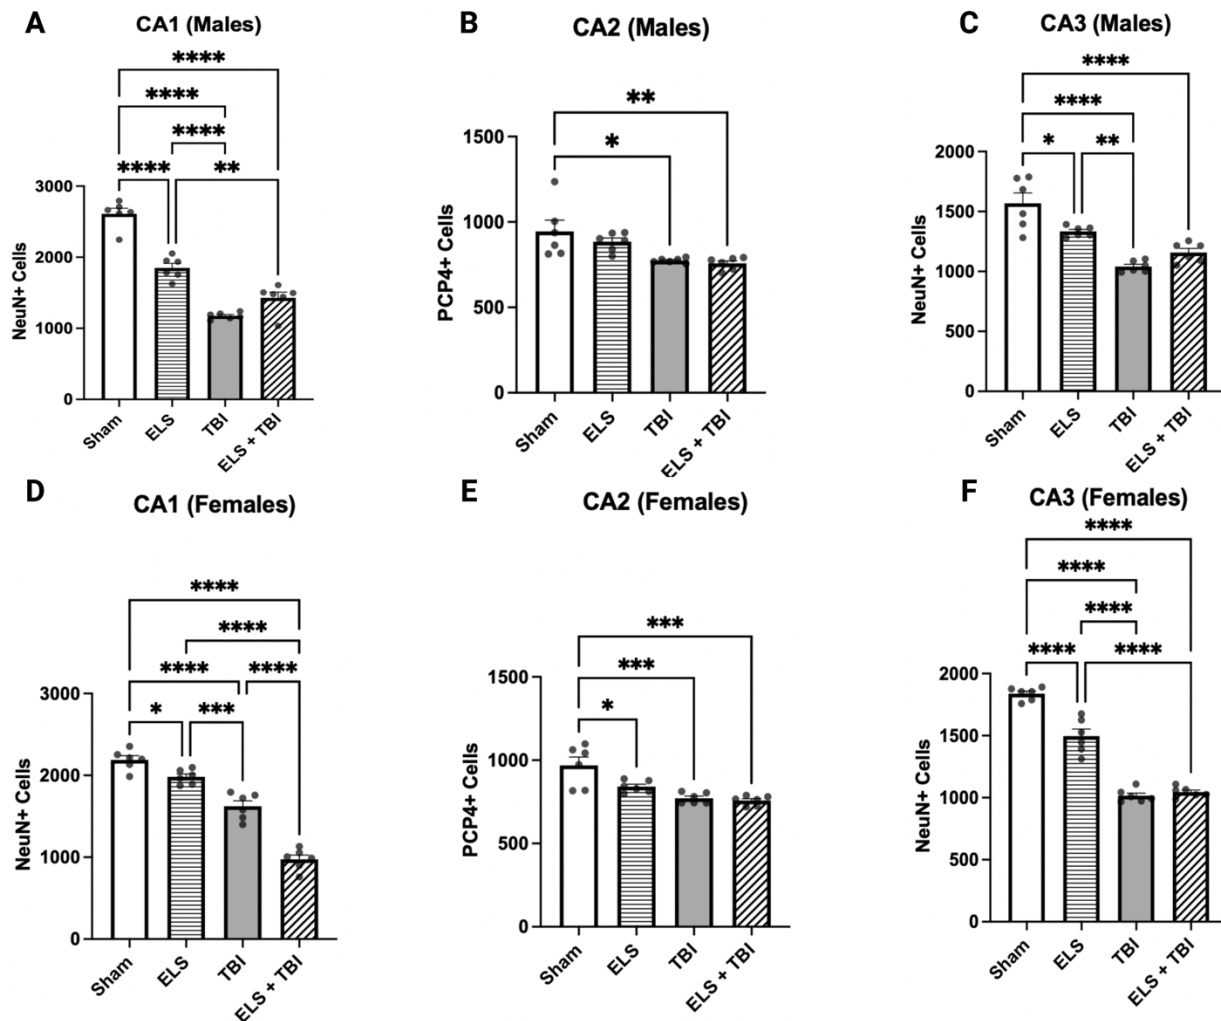 A
CA1 (Males)
****
****
****
****
**
NeuN+ Cells
3000
2000
1000
0
Sham
ELS
TBI
ELS + TBI
B
CA2 (Males)
**
*
PCP4+ Cells
1500
1000
500
0
Sham
ELS
TBI
ELS + TBI
C
CA3 (Males)
****
****
*
**
NeuN+ Cells
2000
1500
1000
500
0
Sham
ELS
TBI
ELS + TBI
D
CA1 (Females)
****
****
****
****
*
***
NeuN+ Cells
3000
2000
1000
0
Sham
ELS
TBI
ELS + TBI
E
CA2 (Females)
***
***
*
PCP4+ Cells
1500
1000
500
0
Sham
ELS
TBI
ELS + TBI
F
CA3 (Females)
****
****
****
****
****
NeuN+ Cells
2000
1500
1000
500
0
Sham
ELS
TBI
ELS + TBI